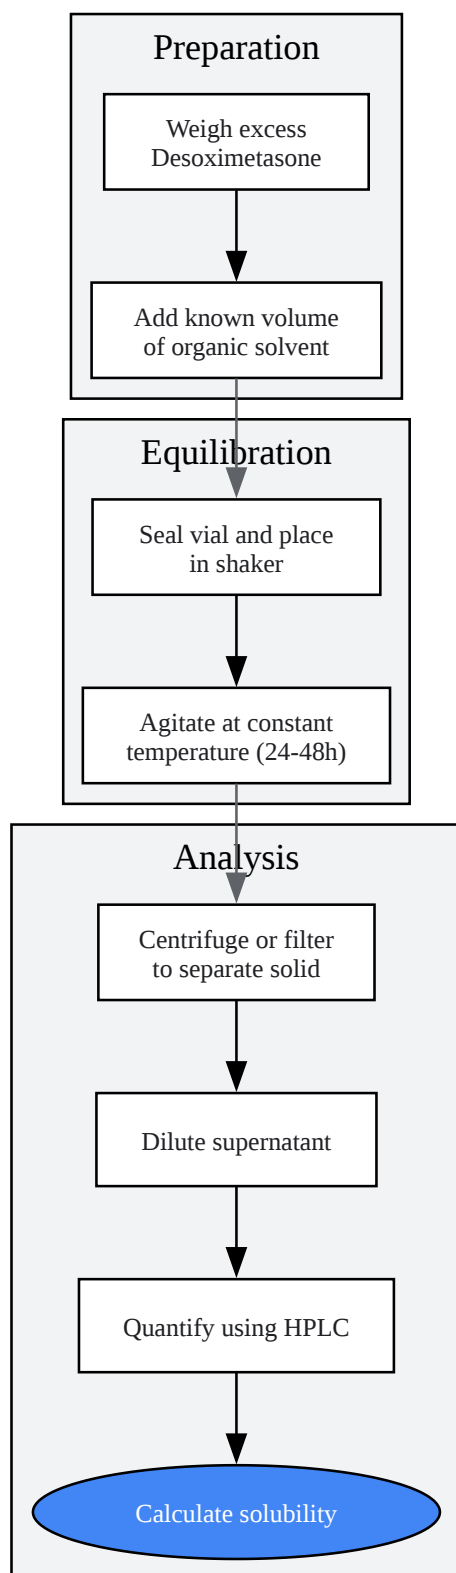 Preparation
Weigh excess
Desoximetasone
Add known volume
of organic solvent
Equilibration
Seal vial and place
in shaker
Agitate at constant
temperature (24-48h)
Analysis
Centrifuge or filter
to separate solid
Dilute supernatant
Quantify using HPLC
Calculate solubility